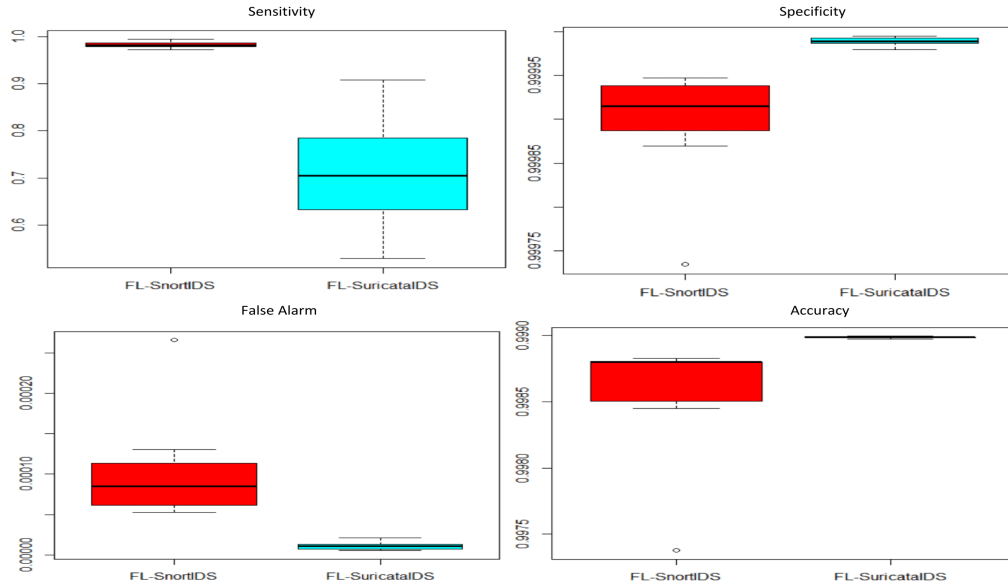 Sensitivity
1.0
0.9
0.8
0.7
0.6
FL-SnortIDS
FL-SuricataIDS
Specificity
0.99995
0.99985
0.99975
FL-SnortIDS
FL-SuricataIDS
False Alarm
0.00020
0.00010
0.00000
FL-SnortIDS
FL-SuricataIDS
Accuracy
0.9990
0.9985
0.9980
0.9975
FL-SnortIDS
FL-SuricataIDS